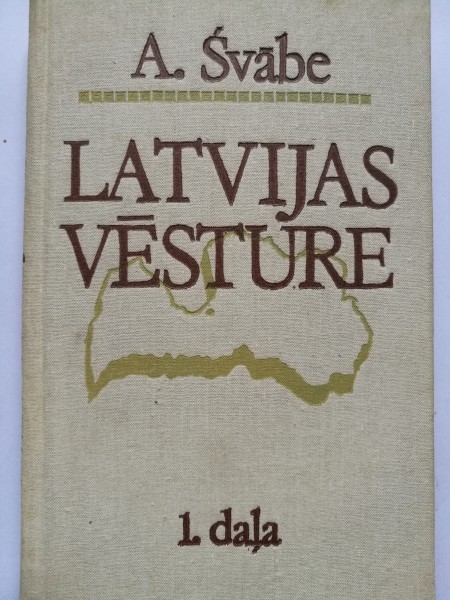 A. Švābe
LATVIJAS
VĒSTURE
1. daļa